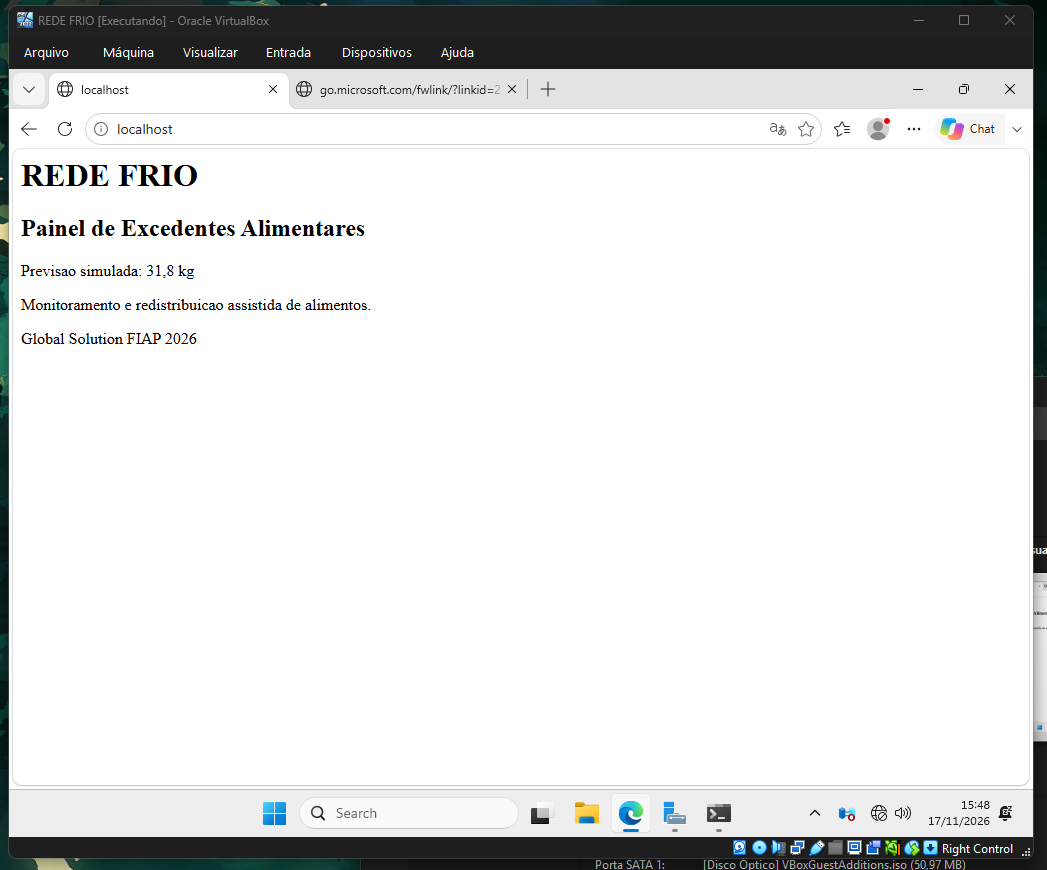 REDE FRIO [Executando] - Oracle VirtualBox
Arquivo Máquina Visualizar Entrada Dispositivos Ajuda
localhost go.microsoft.com/fwlink/?linkid=2
localhost Chat
REDE FRIO
Painel de Excedentes Alimentares
Previsao simulada: 31,8 kg
Monitoramento e redistribuicao assistida de alimentos.
Global Solution FIAP 2026
Search
15:48
17/11/2026
Right Control
Porta SATA 1: [Disco Óptico] VBoxGuestAdditions.iso (50,97 MB)